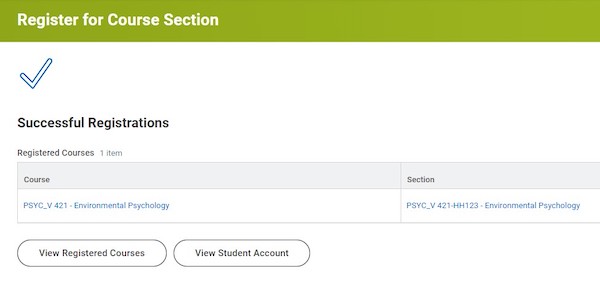 Register for Course Section
Successful Registrations
Registered Courses 1 item
Course Section
PSYC_V 421 - Environmental Psychology PSYC_V 421-HH123 - Environmental Psychology
View Registered Courses View Student Account